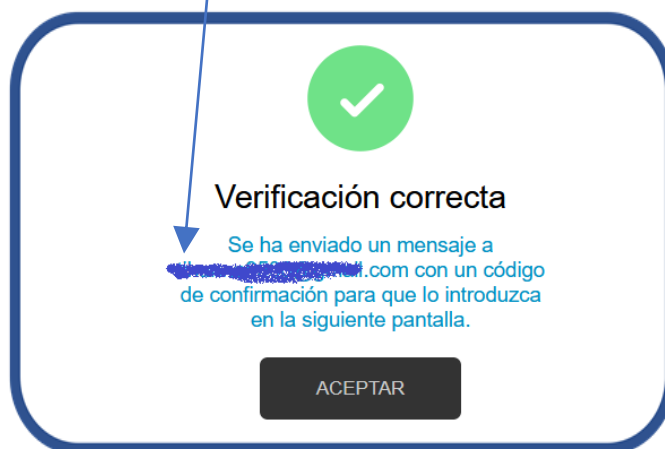 Verificación correcta
Se ha enviado un mensaje a
.com con un código
de confirmación para que lo introduzca
en la siguiente pantalla.
ACEPTAR